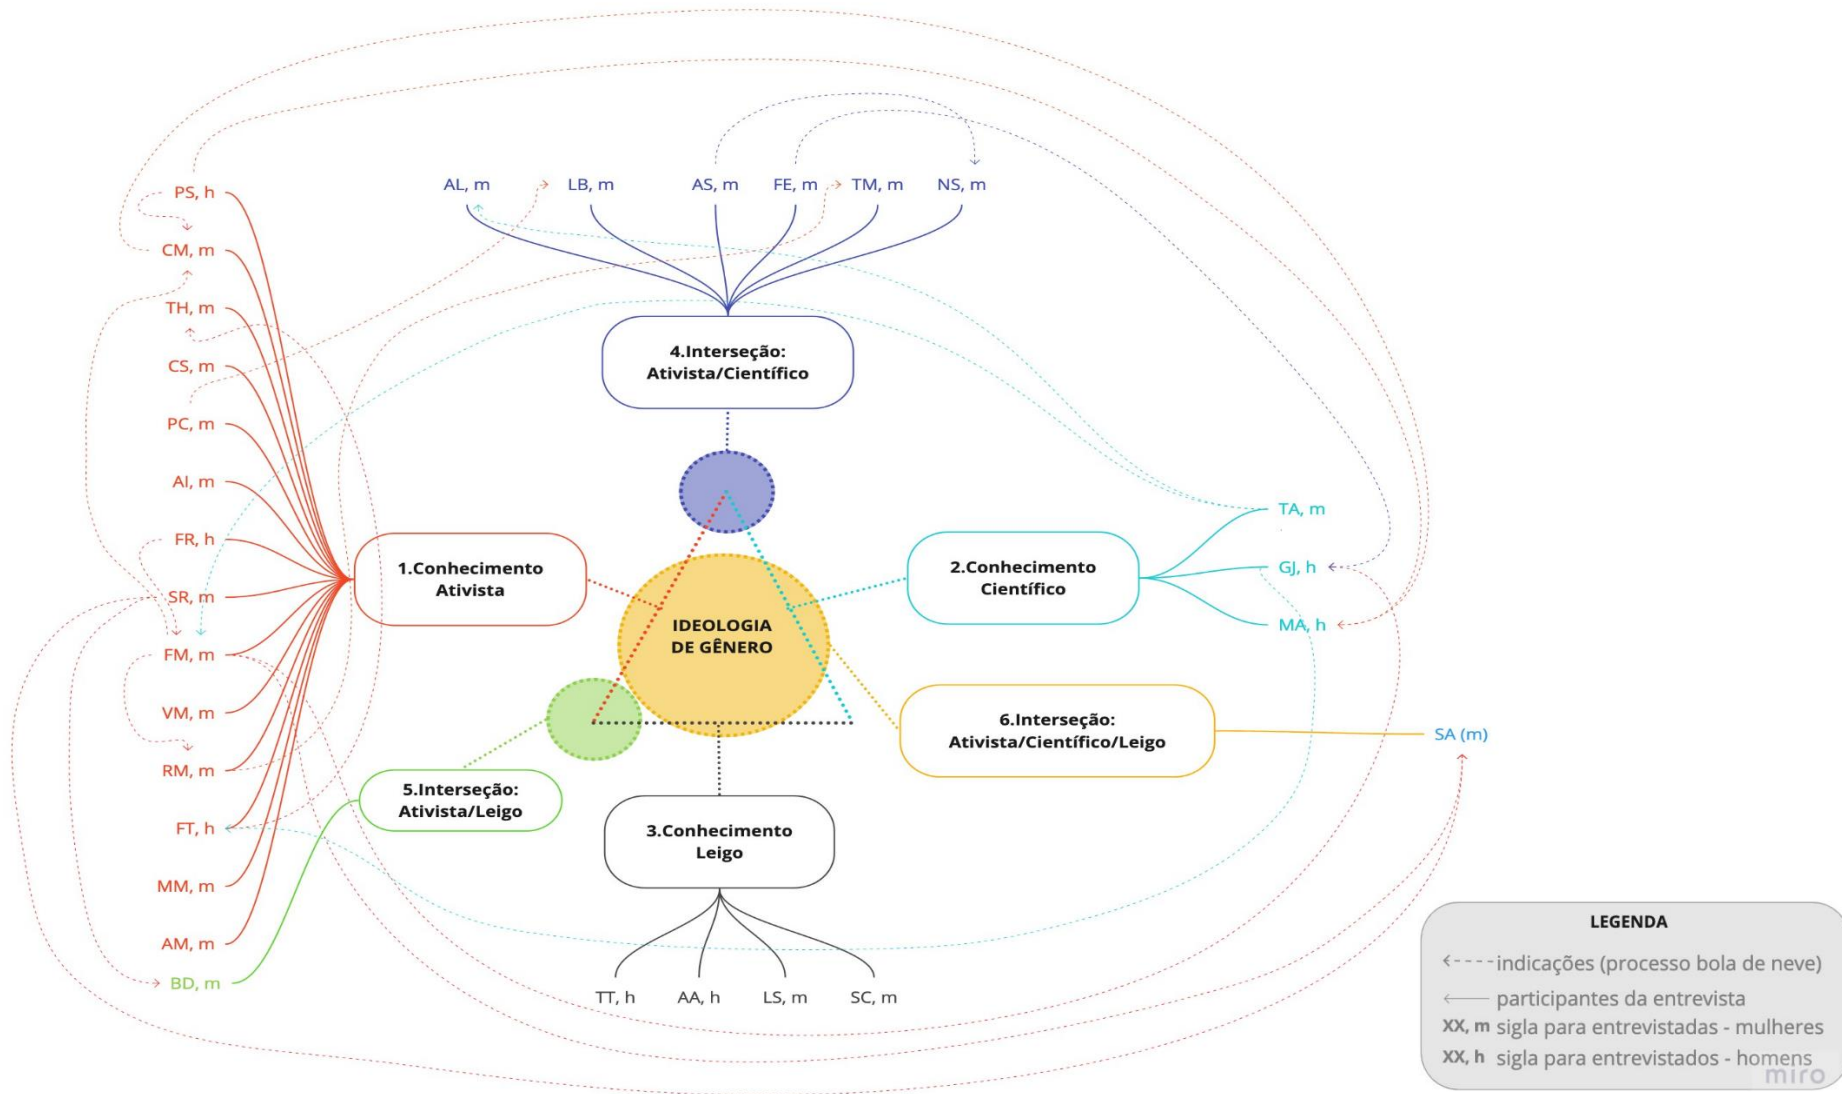 PS, h
CM, m
TH, m
CS, m
PC, m
AI, m
FR, h
SR, m
FM, m
VM, m
RM, m
FT, h
MM, m
AM, m
BD, m
AL, m
LB, m
AS, m
FE, m
TM, m
NS, m
4.Interseção:
Ativista/Científico
1.Conhecimento
Ativista
IDEOLOGIA
DE GÊNERO
2.Conhecimento
Científico
TA, m
GJ, h
MA, h
6.Interseção:
Ativista/Científico/Leigo
SA (m)
5.Interseção:
Ativista/Leigo
3.Conhecimento
Leigo
TT, h
AA, h
LS, m
SC, m
LEGENDA
indicações (processo bola de neve)
participantes da entrevista
XX, m sigla para entrevistadas - mulheres
XX, h sigla para entrevistados - homens
miro